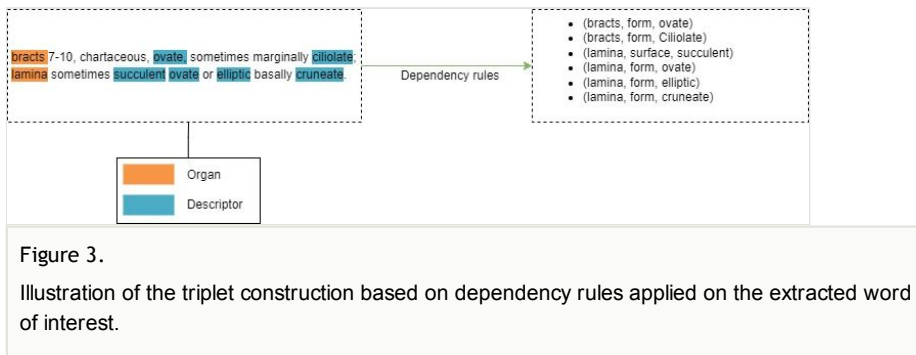 bracts 7-10, chartaceous, ovate, sometimes marginally ciliolate;
lamina sometimes succulent ovate or elliptic basally cruneate.
Dependency rules
• (bracts, form, ovate)
• (bracts, form, Ciliolate)
• (lamina, surface, succulent)
• (lamina, form, ovate)
• (lamina, form, elliptic)
• (lamina, form, cruneate)
Organ
Descriptor
Figure 3.
Illustration of the triplet construction based on dependency rules applied on the extracted word
of interest.